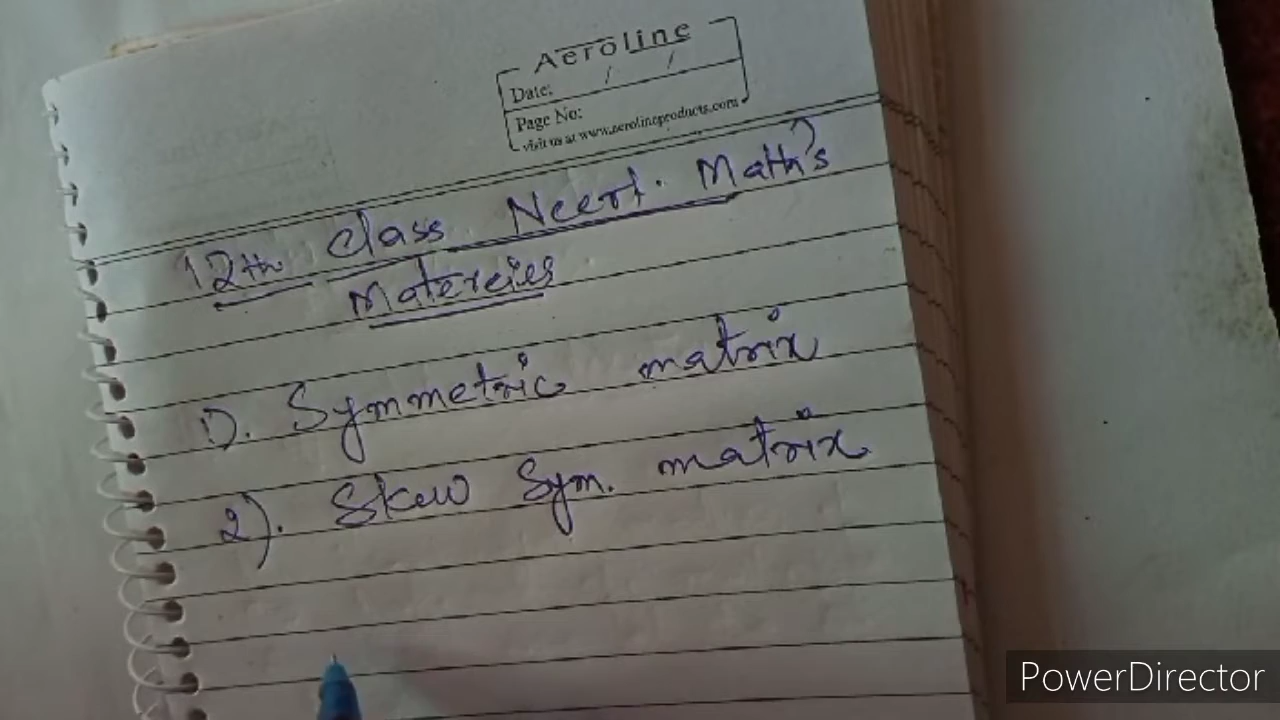 Aeroline
Date: / /
Page No:
visit us at www.aerolineproducts.com
12th class Ncert. Math's
Matercies
1). Symmetric matrix
2). Skew Sym. matrix
PowerDirector